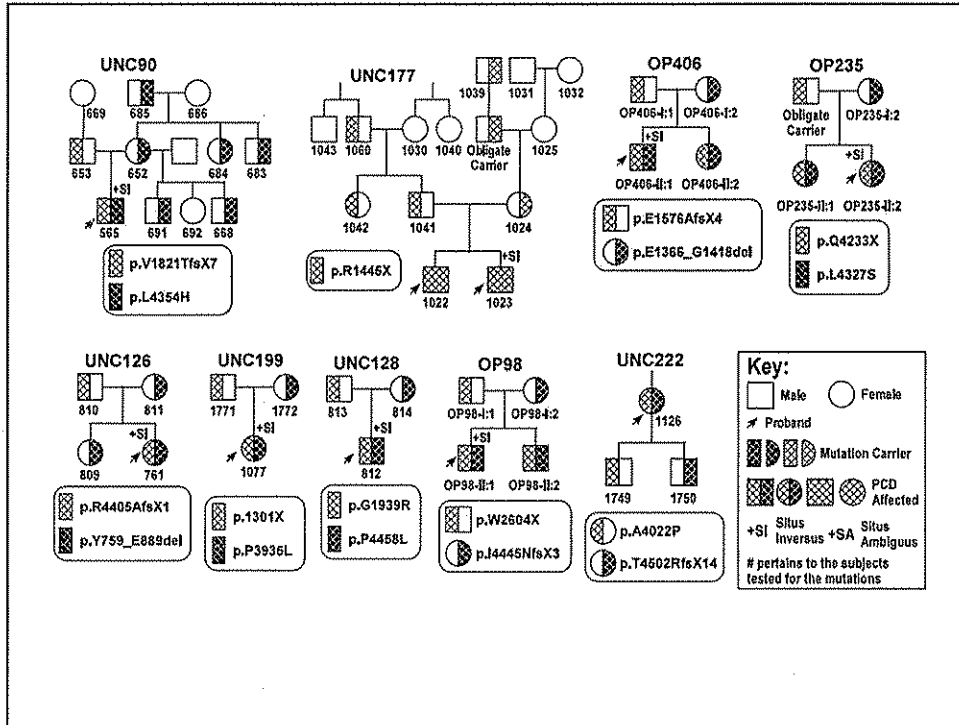 UNC90
669
685
686
653
652
684
683
+SI
565
691
692
668
p.V1821TfsX7
p.L4354H
UNC177
1039
1031
1032
1043
1060
1030
1040
Obligate
Carrier
1025
1042
1041
1024
+SI
1022
1023
p.R1445X
OP406
OP406-I:1
OP406-I:2
+SI
OP406-II:1
OP406-II:2
p.E1576AfsX4
p.E1366_G1418del
OP235
Obligate
Carrier
OP235-I:2
+SI
OP235-II:1
OP235-II:2
p.Q4233X
p.L4327S
UNC126
810
811
+SI
809
761
p.R4405AfsX1
p.Y759_E889del
UNC199
1771
1772
+SI
1077
p.1301X
p.P3936L
UNC128
813
814
+SI
812
p.G1939R
p.P4458L
OP98
OP98-I:1
OP98-I:2
+SI
OP98-II:1
OP98-II:2
p.W2604X
p.I4445NfsX3
UNC222
1126
1749
1750
p.A4022P
p.T4502RfsX14
Key:
Male
Female
Proband
Mutation Carrier
PCD
Affected
+SI Situs Inversus
+SA Situs Ambiguus
# pertains to the subjects
tested for the mutations